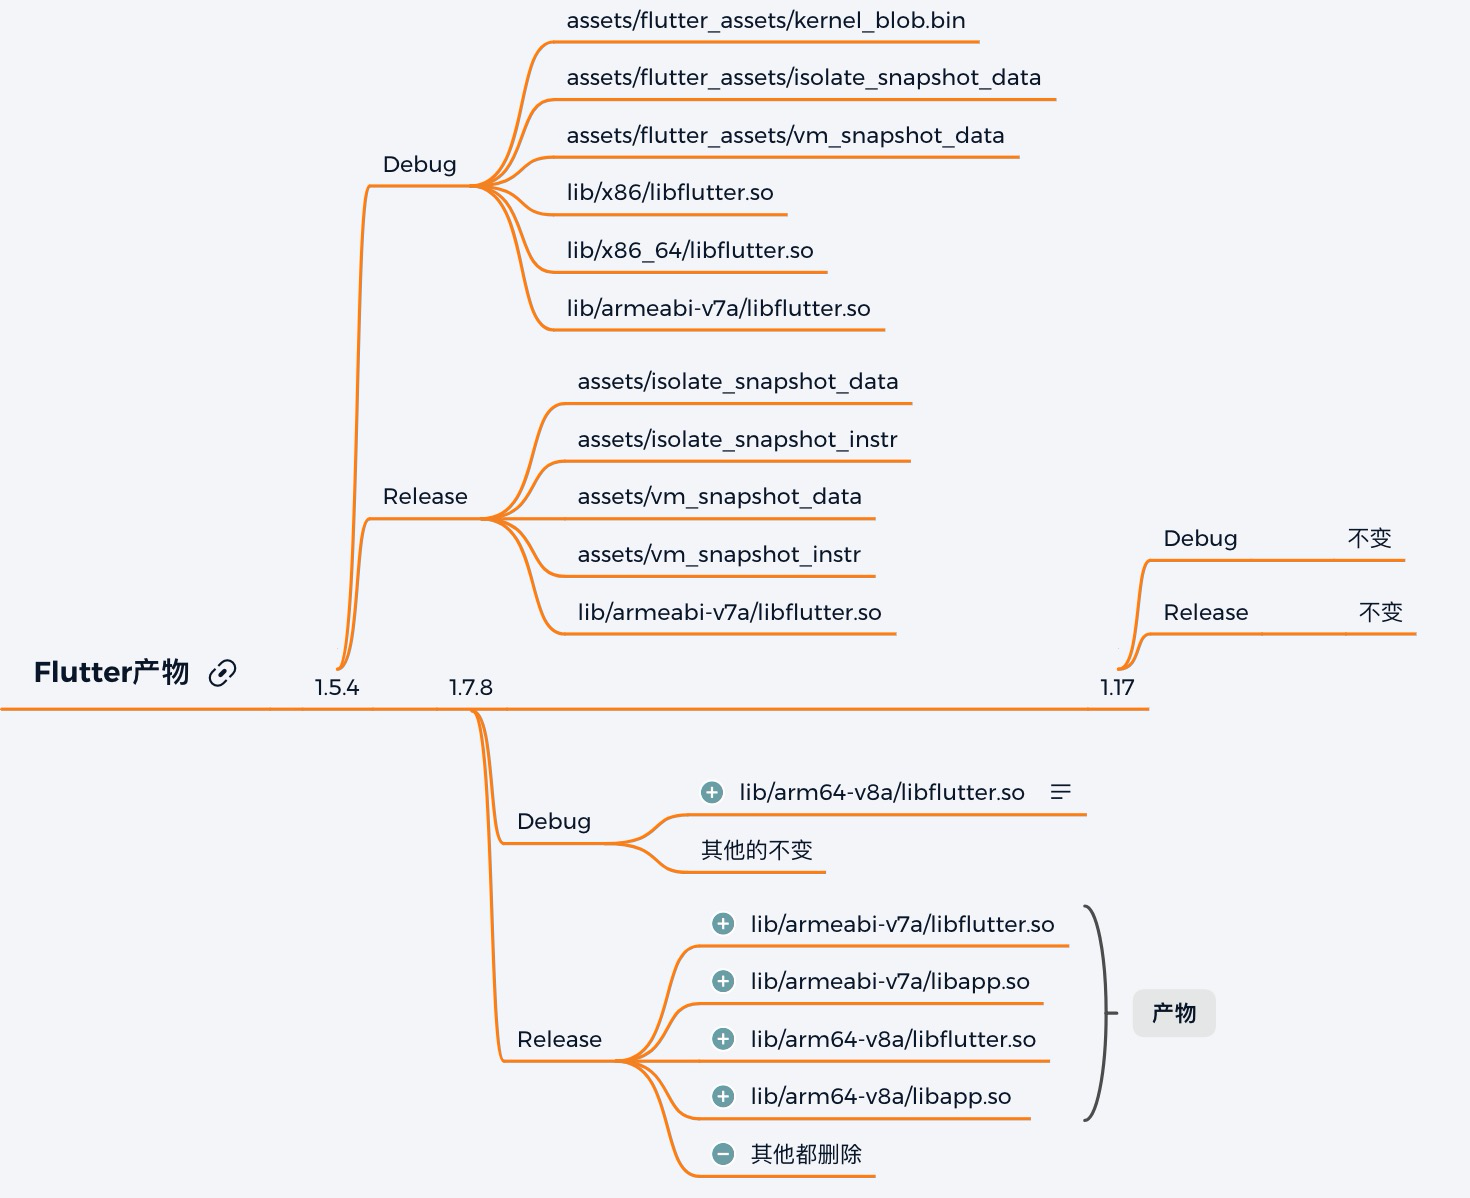 assets/flutter_assets/kernel_blob.bin
assets/flutter_assets/isolate_snapshot_data
assets/flutter_assets/vm_snapshot_data
Debug
lib/x86/libflutter.so
lib/x86_64/libflutter.so
lib/armeabi-v7a/libflutter.so
assets/isolate_snapshot_data
assets/isolate_snapshot_instr
Release
assets/vm_snapshot_data
assets/vm_snapshot_instr
lib/armeabi-v7a/libflutter.so
Debug 不变
Release 不变
Flutter产物
1.5.4
1.7.8
1.17
lib/arm64-v8a/libflutter.so
Debug
其他的不变
lib/armeabi-v7a/libflutter.so
lib/armeabi-v7a/libapp.so
产物
Release
lib/arm64-v8a/libflutter.so
lib/arm64-v8a/libapp.so
其他都删除